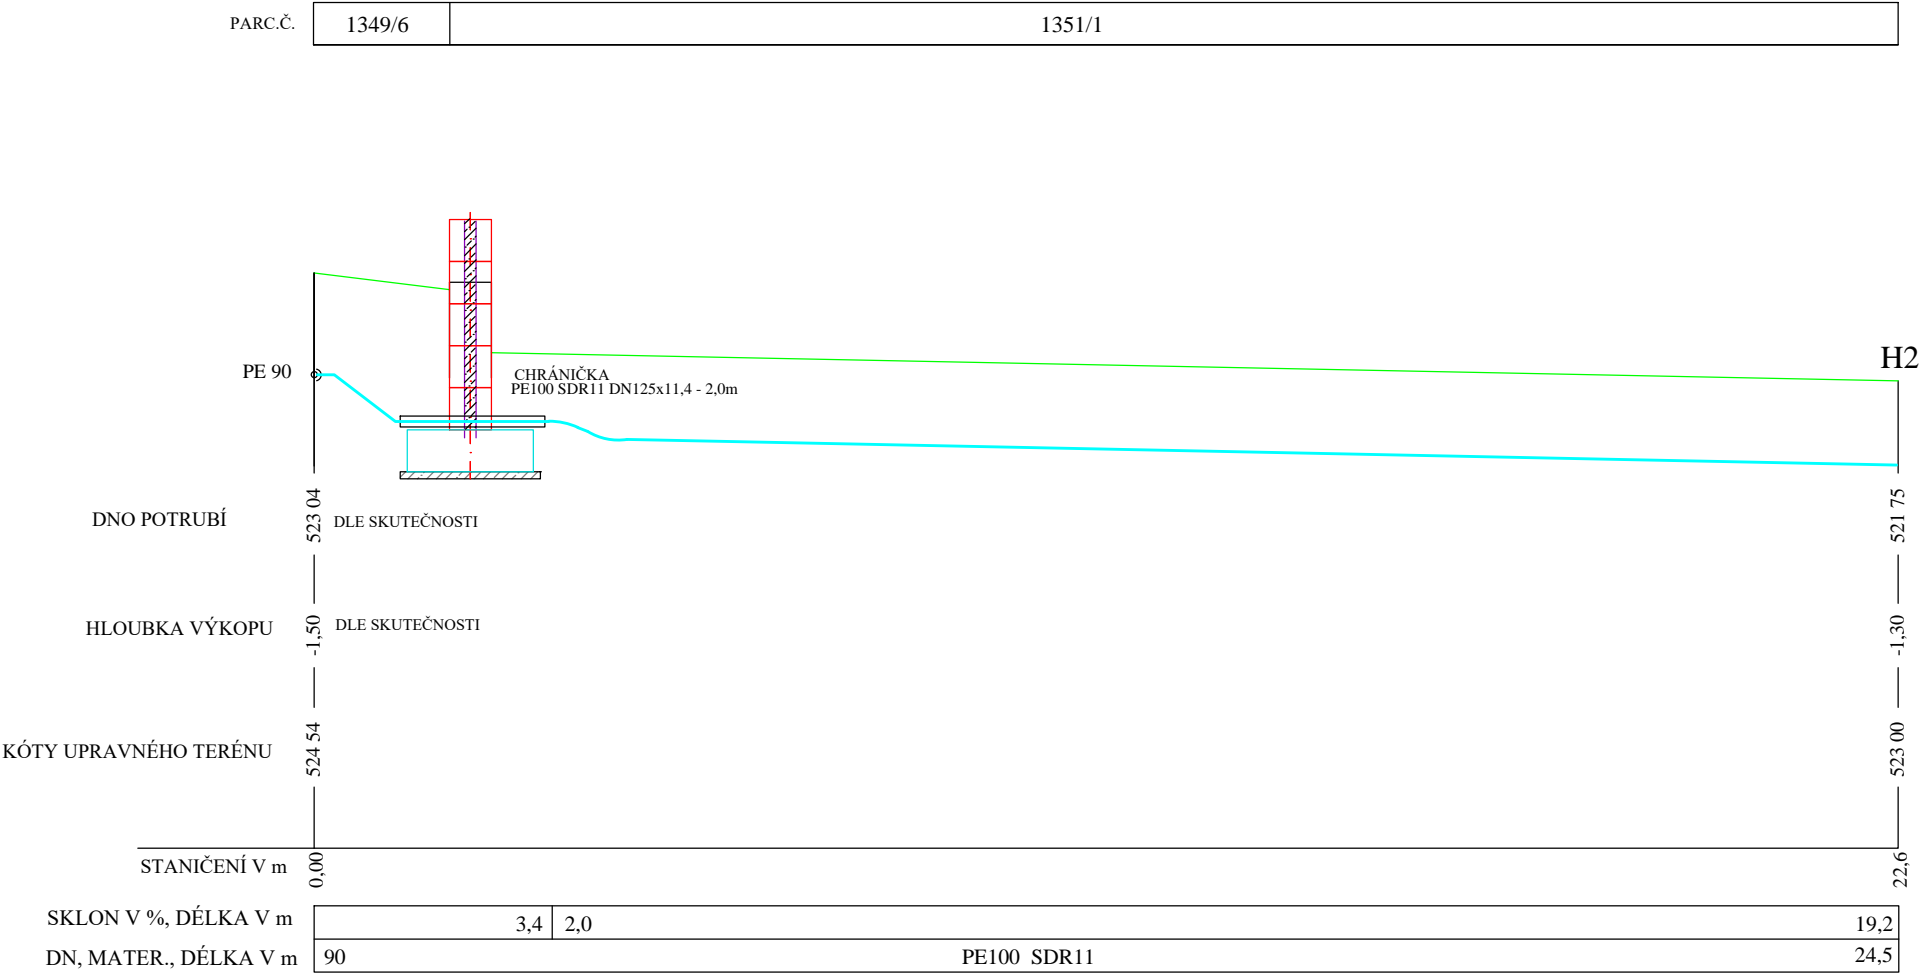 PARC.Č. 1349/6 1351/1
H2
PE 90
CHRÁNIČKA
PE100 SDR11 DN125x11,4 - 2,0m
DNO POTRUBÍ 523 04 DLE SKUTEČNOSTI 521 75
HLOUBKA VÝKOPU -1,50 DLE SKUTEČNOSTI -1,30
KÓTY UPRAVNÉHO TERÉNU 524 54 523 00
STANIČENÍ V m 0,00 22,6
SKLON V %, DÉLKA V m 3,4 2,0 19,2
DN, MATER., DÉLKA V m 90 PE100 SDR11 24,5